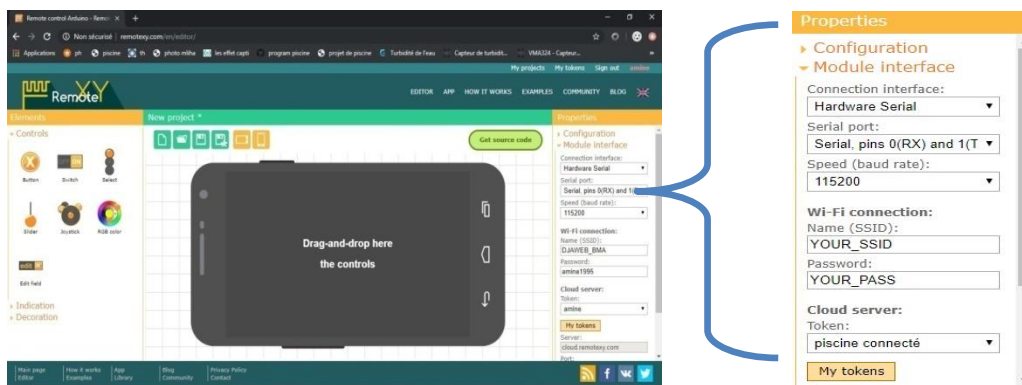 Remote control Arduino - Remo
Non sécurisé | remotexy.com/en/editor/
Applications ph piscine th photo mliha les effet capti program piscine projet de piscine Turbidité de l'eau Capteur de turbidit... VMA324 - Capteur...
My projects My tokens Sign out amine
RemoteXY
EDITOR APP HOW IT WORKS EXAMPLES COMMUNITY BLOG
Elements
New project *
Properties
Controls
Get source code
Button Switch Select
Slider Joystick RGB color
edit
Edit field
Indication
Decoration
Drag-and-drop here
the controls
Configuration
Module interface
Connection interface:
Hardware Serial
Serial port:
Serial, pins 0(RX) and 1(
Speed (baud rate):
115200
Wi-Fi connection:
Name (SSID):
DJAWEB_BMA
Password:
amine1995
Cloud server:
Token:
amine
My tokens
Server:
cloud.remotexy.com
Port:
Main page How it works App Blog Privacy Policy
Editor Examples Library Community Contact
Properties
Configuration
Module interface
Connection interface:
Hardware Serial
Serial port:
Serial, pins 0(RX) and 1(T
Speed (baud rate):
115200
Wi-Fi connection:
Name (SSID):
YOUR_SSID
Password:
YOUR_PASS
Cloud server:
Token:
piscine connecté
My tokens